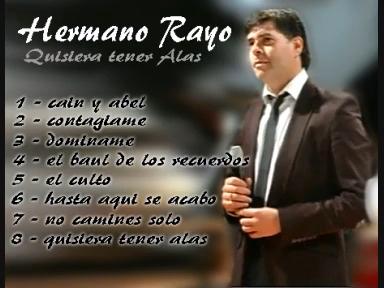 Hermano Rayo
Quisiera tener Alas
1 - cain y abel
2 - contagiame
3 - dominame
4 - el baul de los recuerdos
5 - el culto
6 - hasta aqui se acabo
7 - no camines solo
8 - quisiera tener alas